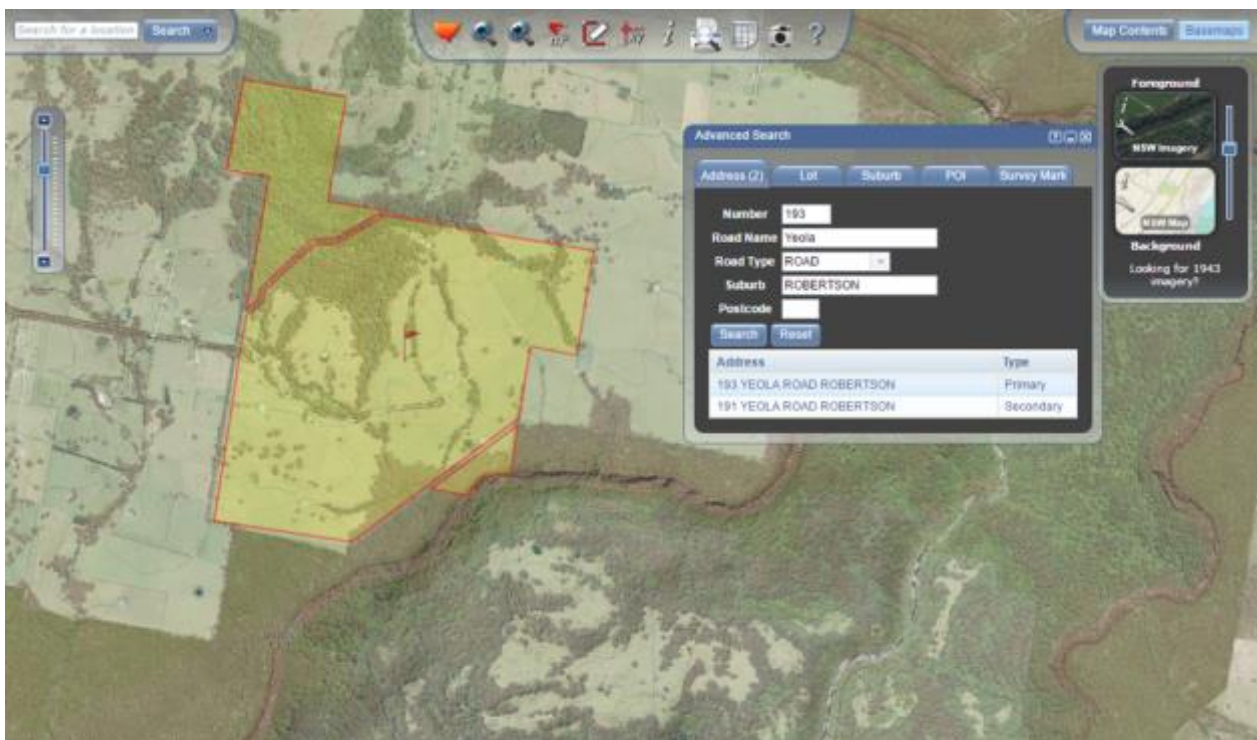 Search for a location Search
i ?
Map Contents Basemaps
Foreground
NSW Imagery
NSW Map
Background
Looking for 1943
imagery?
Advanced Search
Address (2) Lot Suburb POI Survey Mark
Number 193
Road Name Yeola
Road Type ROAD
Suburb ROBERTSON
Postcode
Search Reset
Address Type
193 YEOLA ROAD ROBERTSON Primary
191 YEOLA ROAD ROBERTSON Secondary